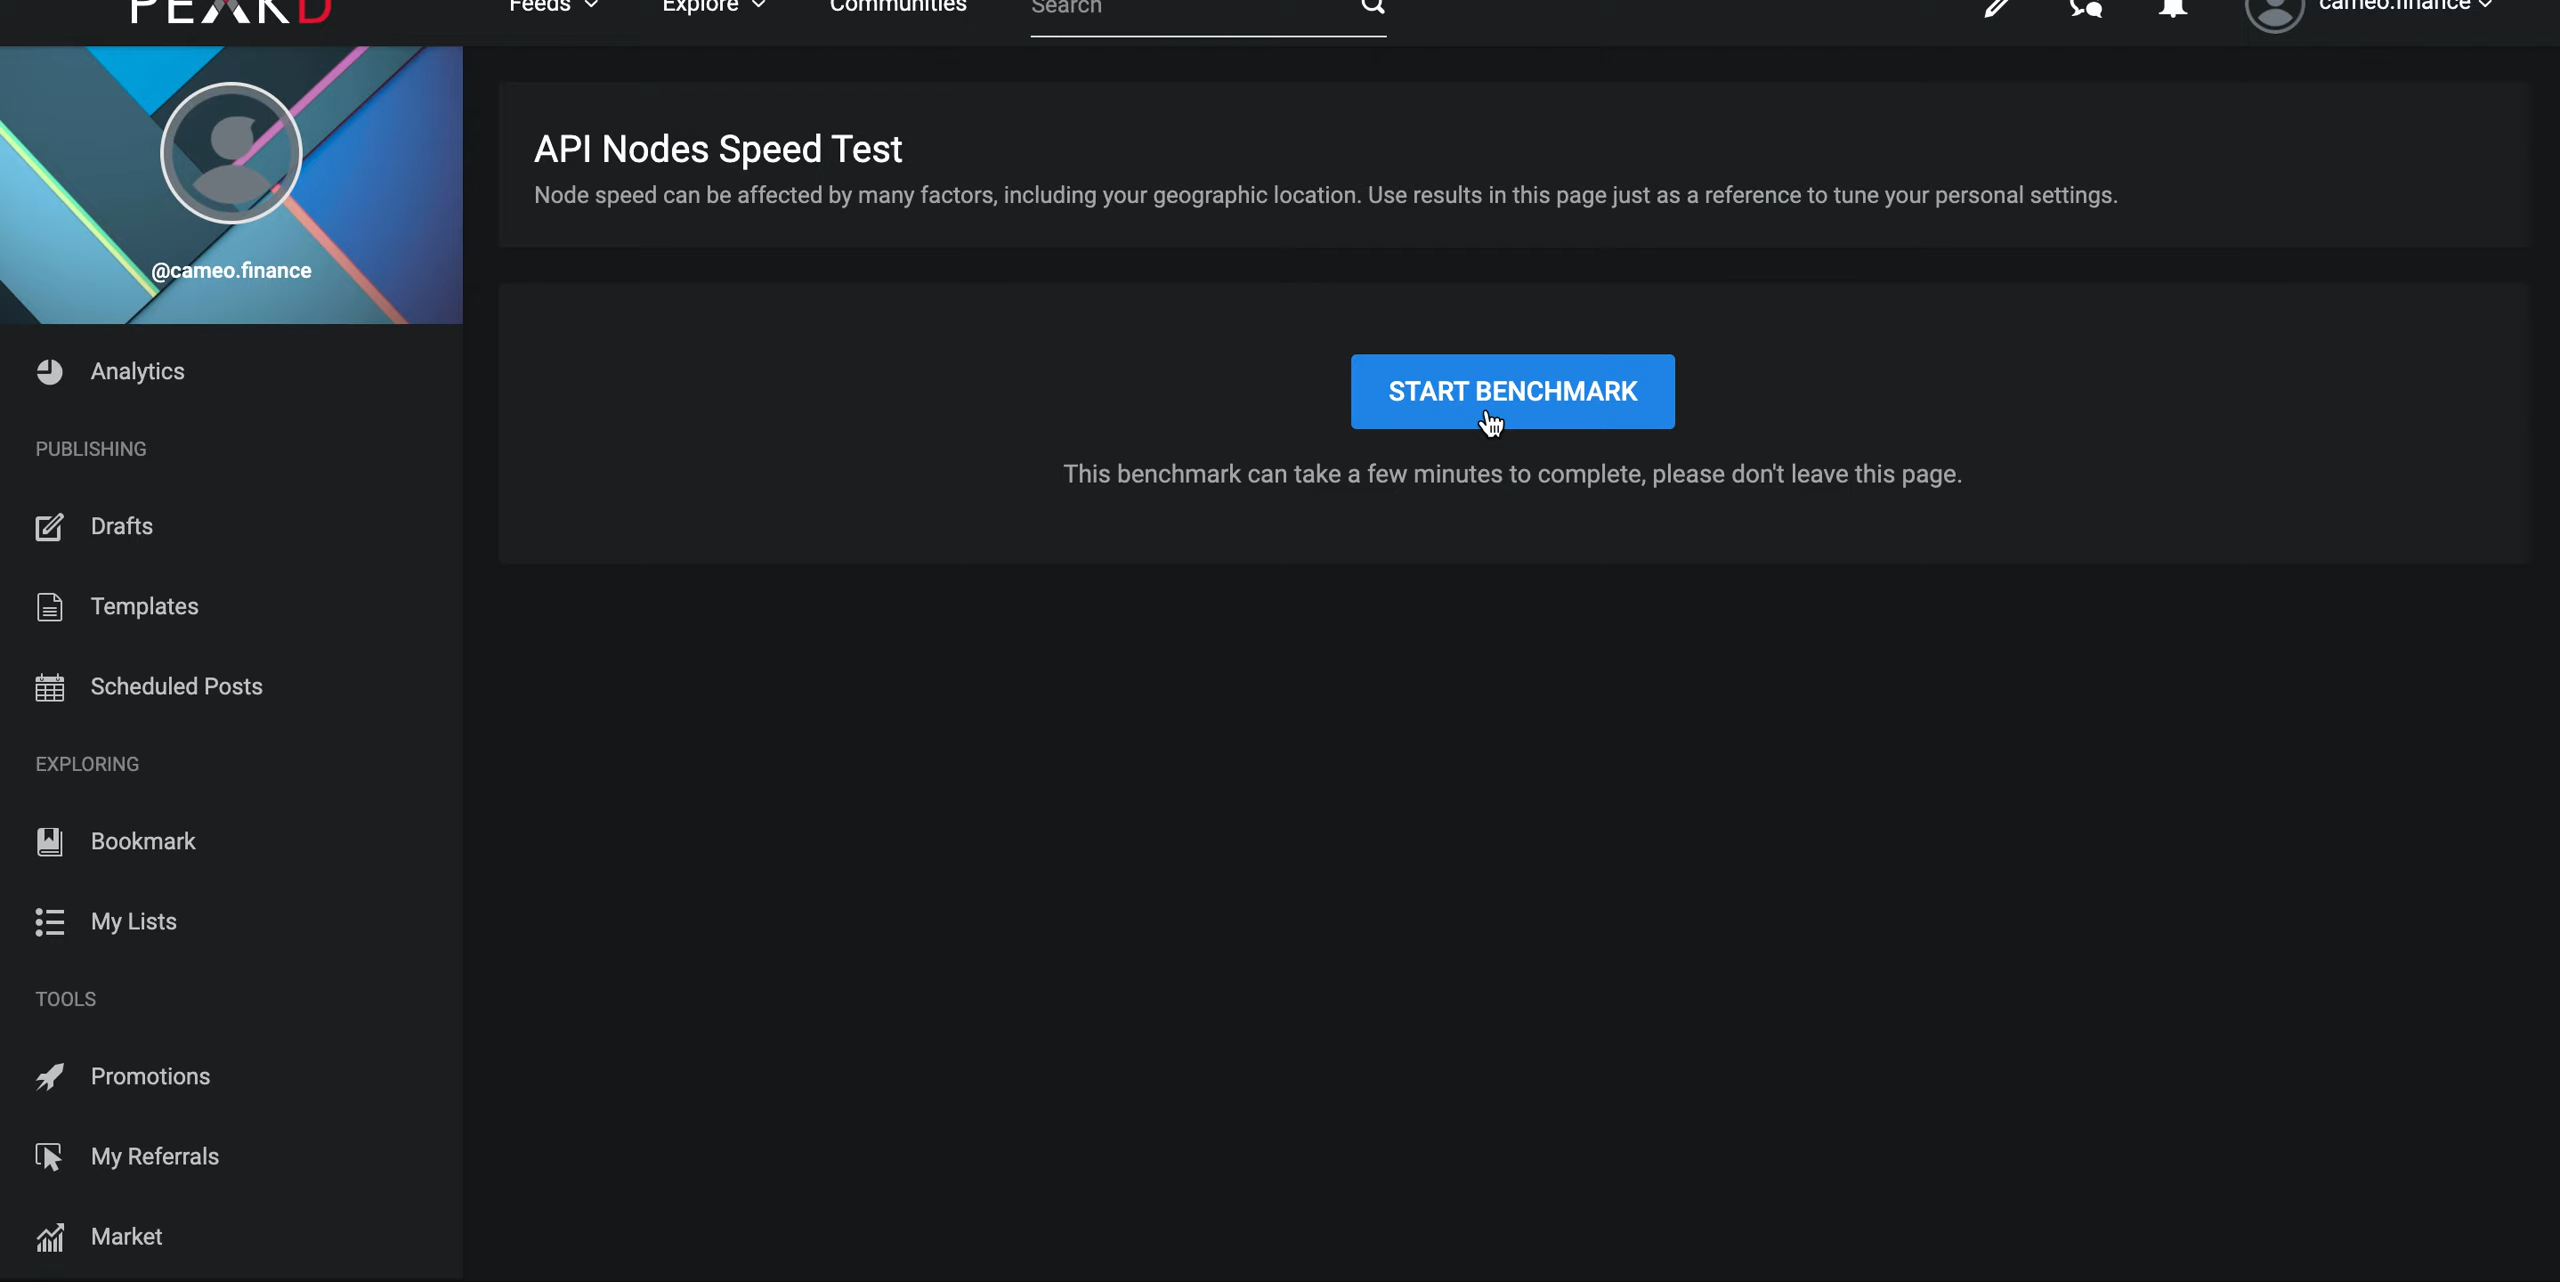 PEAKD
Feeds
Explore
Communities
Search
cameo.finance
@cameo.finance
API Nodes Speed Test
Node speed can be affected by many factors, including your geographic location. Use results in this page just as a reference to tune your personal settings.
START BENCHMARK
This benchmark can take a few minutes to complete, please don't leave this page.
Analytics
PUBLISHING
Drafts
Templates
Scheduled Posts
EXPLORING
Bookmark
My Lists
TOOLS
Promotions
My Referrals
Market